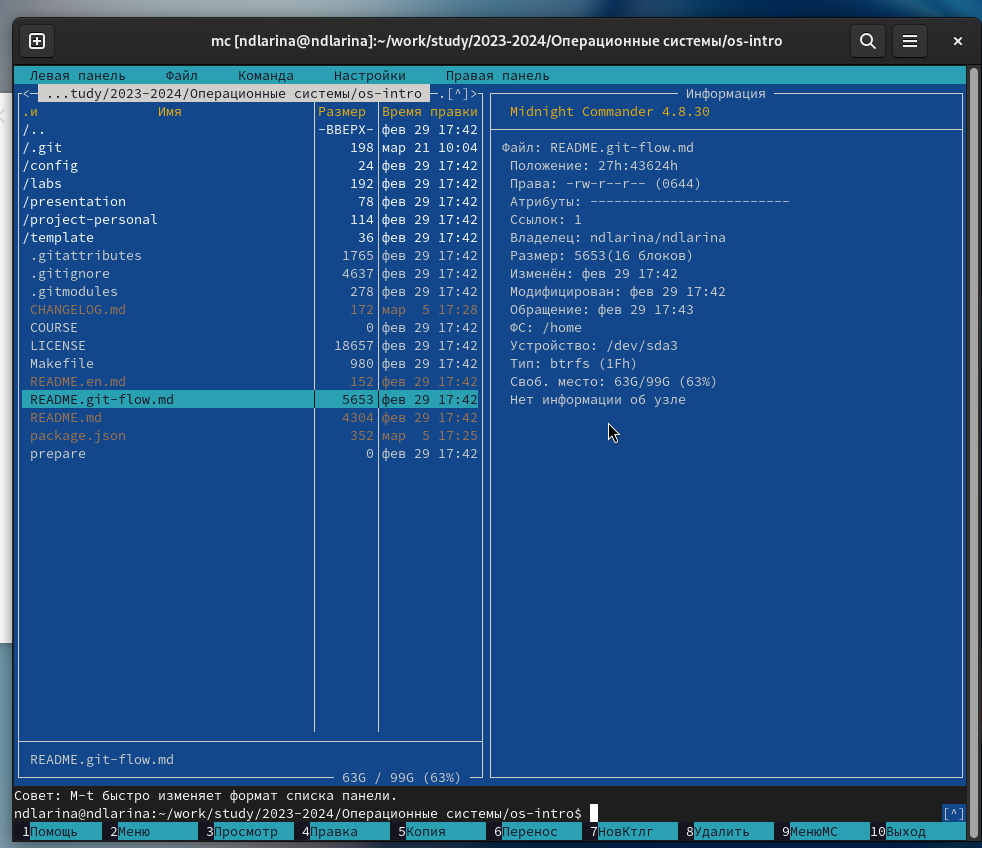 mc [ndlarina@ndlarina]:~/work/study/2023-2024/Операционные системы/os-intro
Левая панель Файл Команда Настройки Правая панель
<─ ...tudy/2023-2024/Операционные системы/os-intro ─.[^]>
.и Имя Размер Время правки
/.. -ВВЕРХ- фев 29 17:42
/.git 198 мар 21 10:04
/config 24 фев 29 17:42
/labs 192 фев 29 17:42
/presentation 78 фев 29 17:42
/project-personal 114 фев 29 17:42
/template 36 фев 29 17:42
.gitattributes 1765 фев 29 17:42
.gitignore 4637 фев 29 17:42
.gitmodules 278 фев 29 17:42
CHANGELOG.md 172 мар 5 17:28
COURSE 0 фев 29 17:42
LICENSE 18657 фев 29 17:42
Makefile 980 фев 29 17:42
README.en.md 152 фев 29 17:42
README.git-flow.md 5653 фев 29 17:42
README.md 4304 фев 29 17:42
package.json 352 мар 5 17:25
prepare 0 фев 29 17:42
README.git-flow.md
63G / 99G (63%)
Информация
Midnight Commander 4.8.30
Файл: README.git-flow.md
Положение: 27h:43624h
Права: -rw-r--r-- (0644)
Атрибуты: -------------------------
Ссылок: 1
Владелец: ndlarina/ndlarina
Размер: 5653(16 блоков)
Изменён: фев 29 17:42
Модифицирован: фев 29 17:42
Обращение: фев 29 17:43
ФС: /home
Устройство: /dev/sda3
Тип: btrfs (1Fh)
Своб. место: 63G/99G (63%)
Нет информации об узле
Совет: M-t быстро изменяет формат списка панели.
ndlarina@ndlarina:~/work/study/2023-2024/Операционные системы/os-intro$ [^]
1Помощь 2Меню 3Просмотр 4Правка 5Копия 6Перенос 7НовКтлг 8Удалить 9МенюMC 10Выход